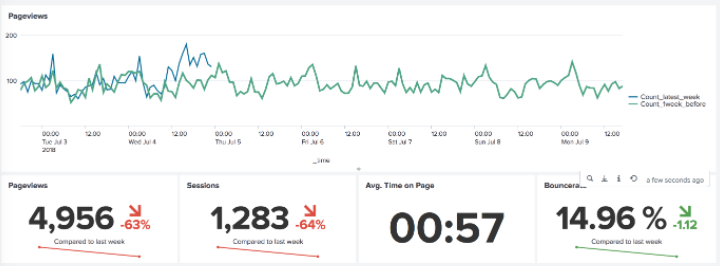 Pageviews
200
100
00:00 12:00 00:00 12:00 00:00 12:00 00:00 12:00 00:00 12:00 00:00 12:00 00:00 12:00
Tue Jul 3 Wed Jul 4 Thu Jul 5 Fri Jul 6 Sat Jul 7 Sun Jul 8 Mon Jul 9
2018
_time
Count_latest_week
Count_1week_before
a few seconds ago
Pageviews
4,956
-63%
Compared to last week
Sessions
1,283
-64%
Compared to last week
Avg. Time on Page
00:57
Bouncera
14.96 %
-1.12
Compared to last week